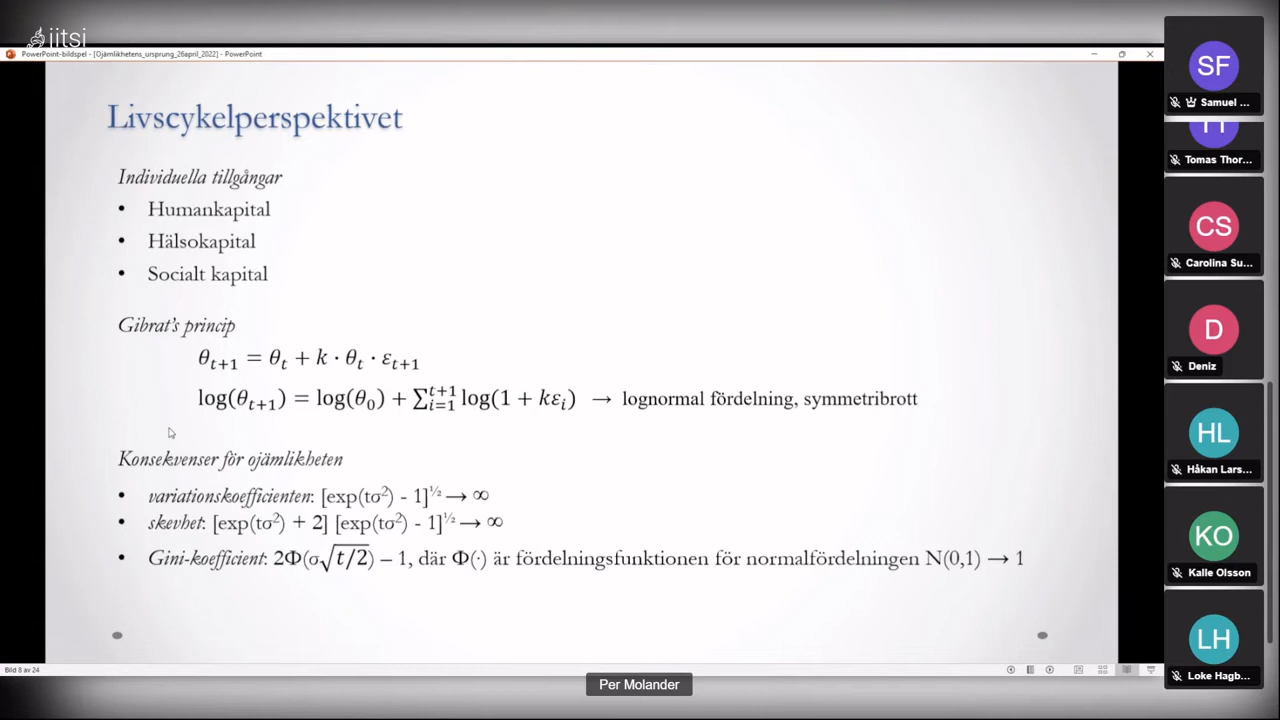 iitsi
PowerPoint-bildspel - [Ojämlikhetens_ursprung_26april_2022] - PowerPoint
Livscykelperspektivet
Individuella tillgångar
• Humankapital
• Hälsokapital
• Socialt kapital
Gibrat's princip
θ_{t+1} = θ_t + k · θ_t · ε_{t+1}
log(θ_{t+1}) = log(θ_0) + ∑_{i=1}^{t+1} log(1 + kε_i) → lognormal fördelning, symmetribrott
Konsekvenser för ojämlikheten
• variationskoefficienten: [exp(tσ²) - 1]^½ → ∞
• skevhet: [exp(tσ²) + 2] [exp(tσ²) - 1]^½ → ∞
• Gini-koefficient: 2Φ(σ√t/2) – 1, där Φ(·) är fördelningsfunktionen för normalfördelningen N(0,1) → 1
Bild 8 av 24
Per Molander
SF
Samuel ...
Tomas Thor...
CS
Carolina Su...
D
Deniz
HL
Håkan Lars...
KO
Kalle Olsson
LH
Loke Hagb...